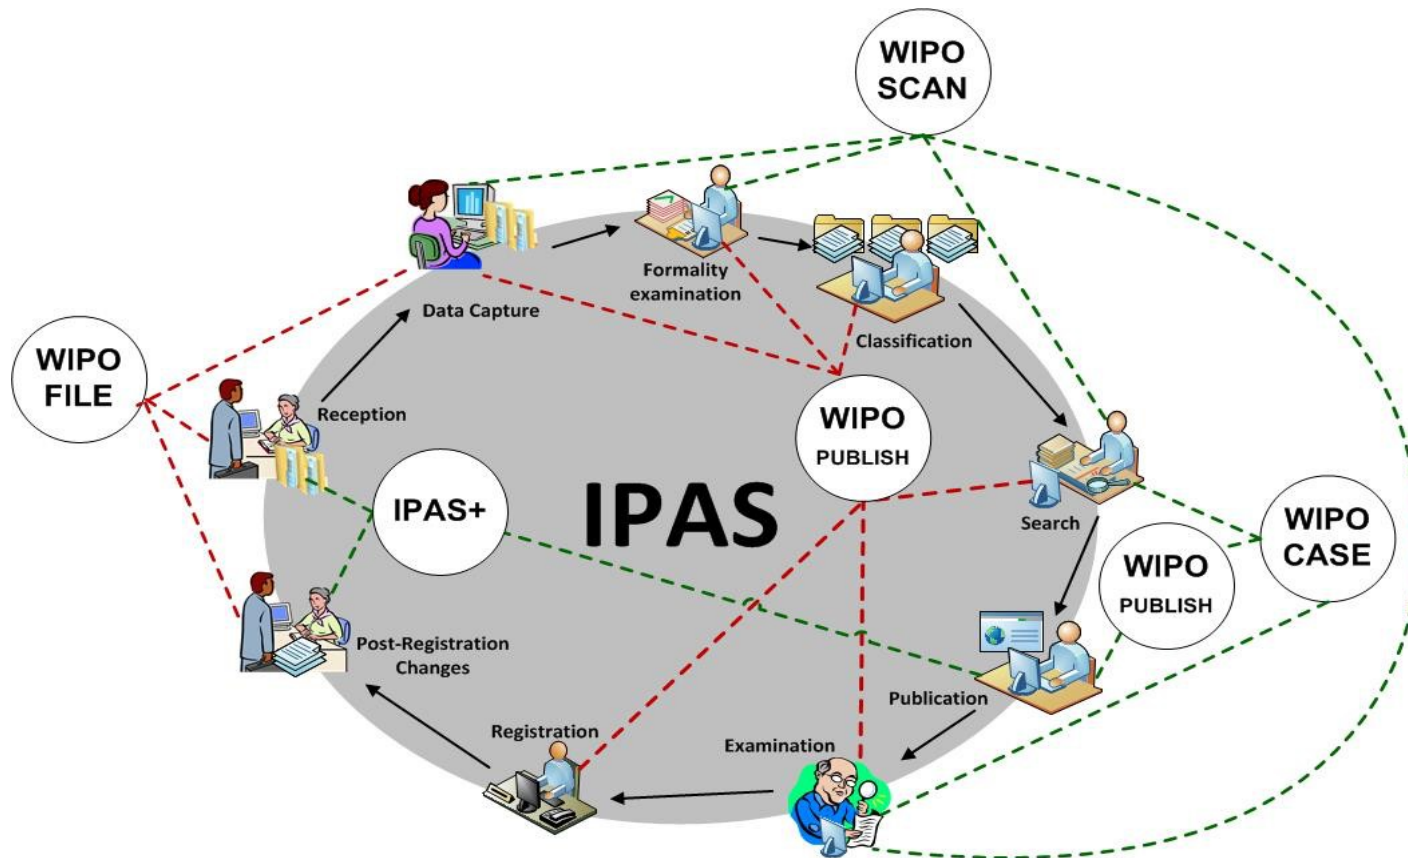 WIPO
SCAN
Formality
examination
Data Capture
Classification
WIPO
FILE
Reception
WIPO
PUBLISH
IPAS+
IPAS
Search
WIPO
CASE
WIPO
PUBLISH
Post-Registration
Changes
Publication
Registration
Examination